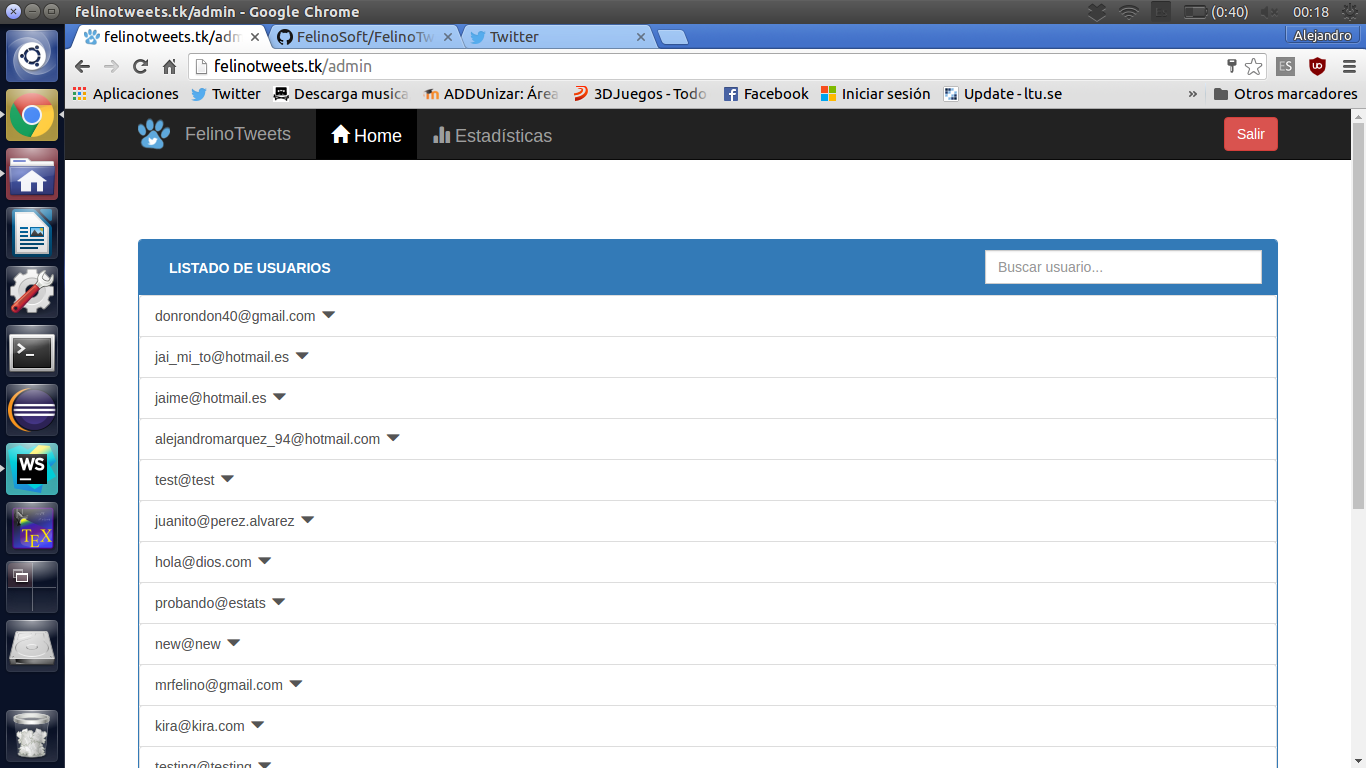 felinotweets.tk/admin - Google Chrome
(0:40)
00:18
felinotweets.tk/adm
FelinoSoft/FelinoTw
Twitter
Alejandro
felinotweets.tk/admin
ES
Aplicaciones
Twitter
Descarga musica
ADDUnizar: Área
3DJuegos - Todo
Facebook
Iniciar sesión
Update - ltu.se
»
Otros marcadores
FelinoTweets
Home
Estadísticas
Salir
LISTADO DE USUARIOS
Buscar usuario...
donrondon40@gmail.com
jai_mi_to@hotmail.es
jaime@hotmail.es
alejandromarquez_94@hotmail.com
test@test
juanito@perez.alvarez
hola@dios.com
probando@estats
new@new
mrfelino@gmail.com
kira@kira.com
testing@testing
WS
TEX